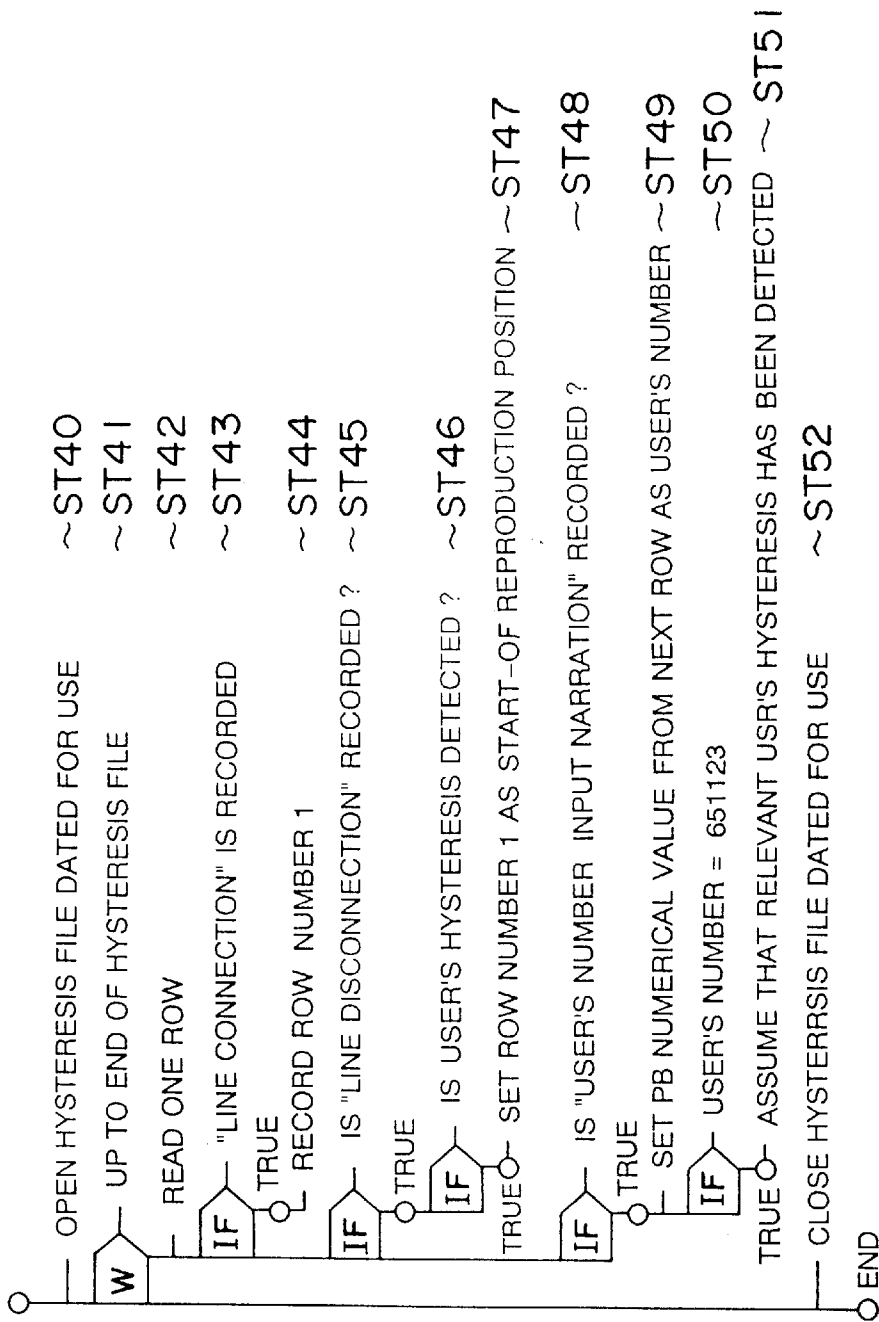 OPEN HYSTERESIS FILE DATED FOR USE ~ST40
W UP TO END OF HYSTERESIS FILE ~ST41
READ ONE ROW ~ST42
IF "LINE CONNECTION" IS RECORDED ~ST43
TRUE
RECORD ROW NUMBER 1 ~ST44
IF IS "LINE DISCONNECTION" RECORDED ? ~ST45
TRUE
IF IS USER'S HYSTERESIS DETECTED ? ~ST46
TRUE SET ROW NUMBER 1 AS START-OF REPRODUCTION POSITION ~ST47
IF IS "USER'S NUMBER INPUT NARRATION" RECORDED ? ~ST48
TRUE
SET PB NUMERICAL VALUE FROM NEXT ROW AS USER'S NUMBER ~ST49
IF USER'S NUMBER = 651123 ~ST50
TRUE ASSUME THAT RELEVANT USR'S HYSTERESIS HAS BEEN DETECTED ~ST51
CLOSE HYSTERRSIS FILE DATED FOR USE ~ST52
END